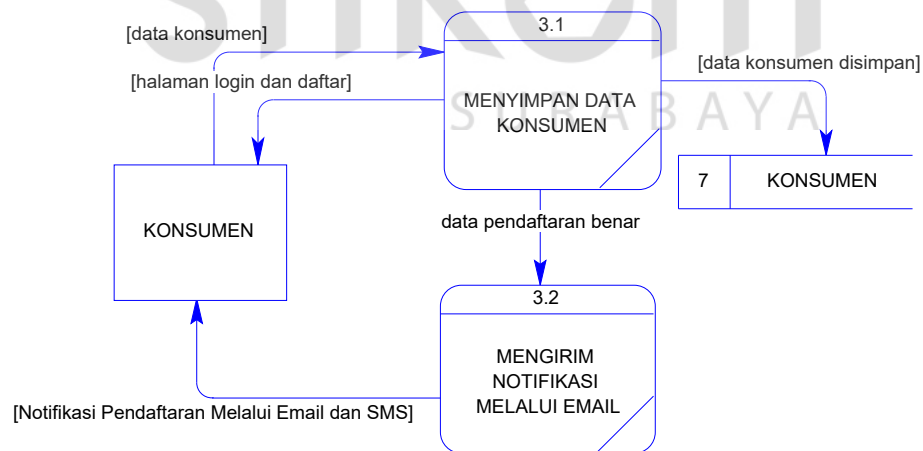 [data konsumen]
3.1
[halaman login dan daftar]
[data konsumen disimpan]
MENYIMPAN DATA
KONSUMEN
SURABAYA
7
KONSUMEN
KONSUMEN
data pendaftaran benar
3.2
MENGIRIM
NOTIFIKASI
MELALUI EMAIL
[Notifikasi Pendaftaran Melalui Email dan SMS]